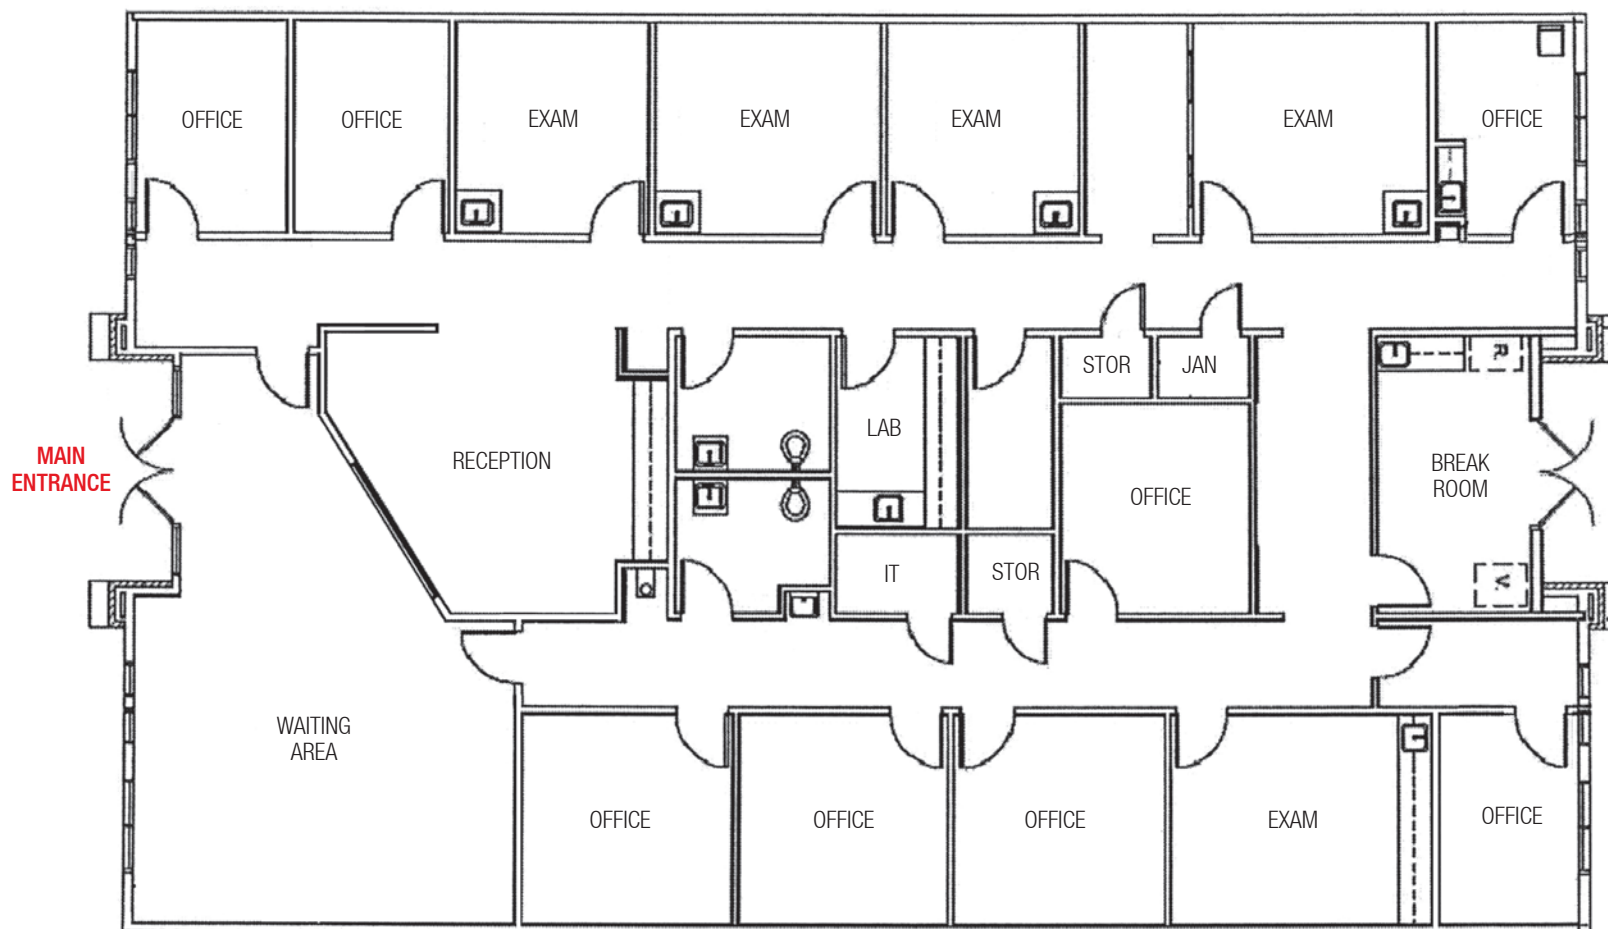 OFFICE
OFFICE
EXAM
EXAM
EXAM
EXAM
OFFICE
STOR
JAN
R.
LAB
MAIN
ENTRANCE
RECEPTION
BREAK
ROOM
OFFICE
IT
STOR
V.
WAITING
AREA
OFFICE
OFFICE
OFFICE
EXAM
OFFICE